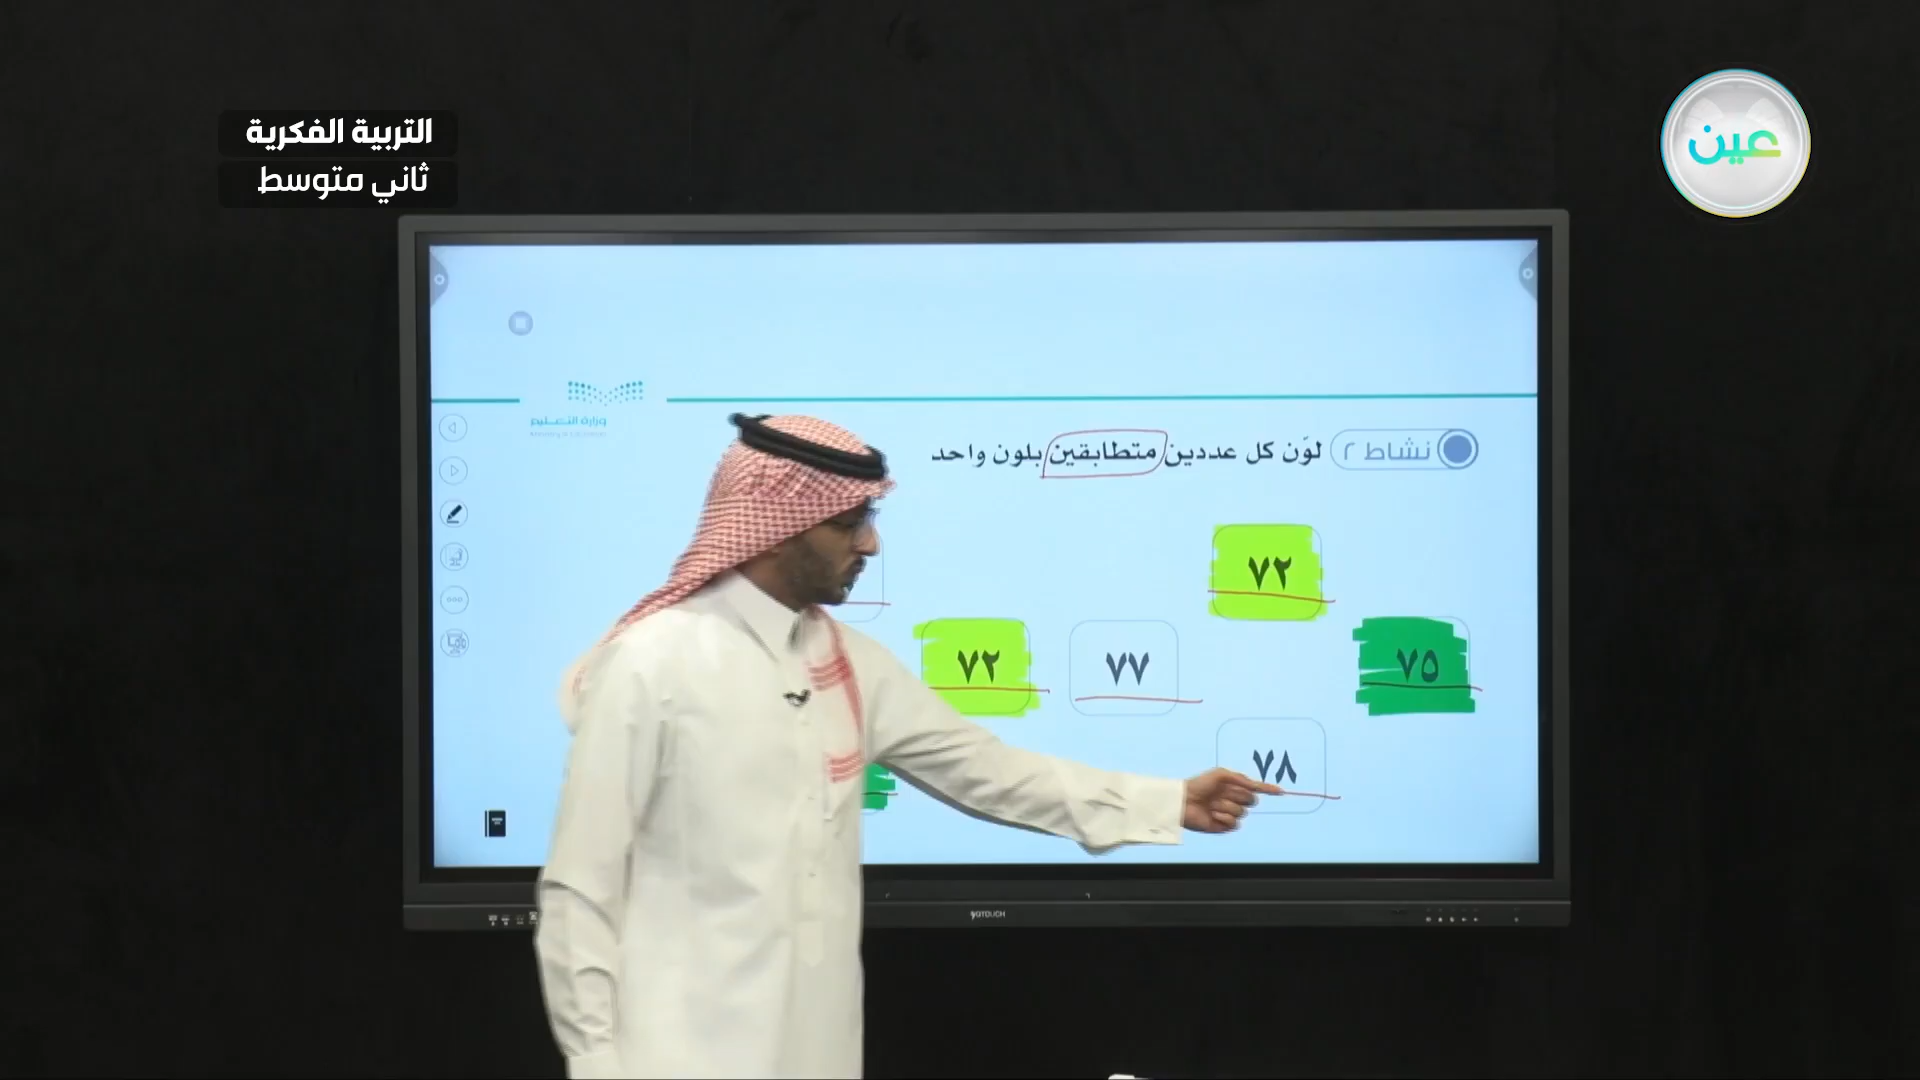 التربية الفكرية
ثاني متوسط
عين
وزارة التعليم
نشاط ٢ لوّن كل عددين متطابقين بلون واحد
٧٢
٧٥
٧٧
٧٢
٧٨